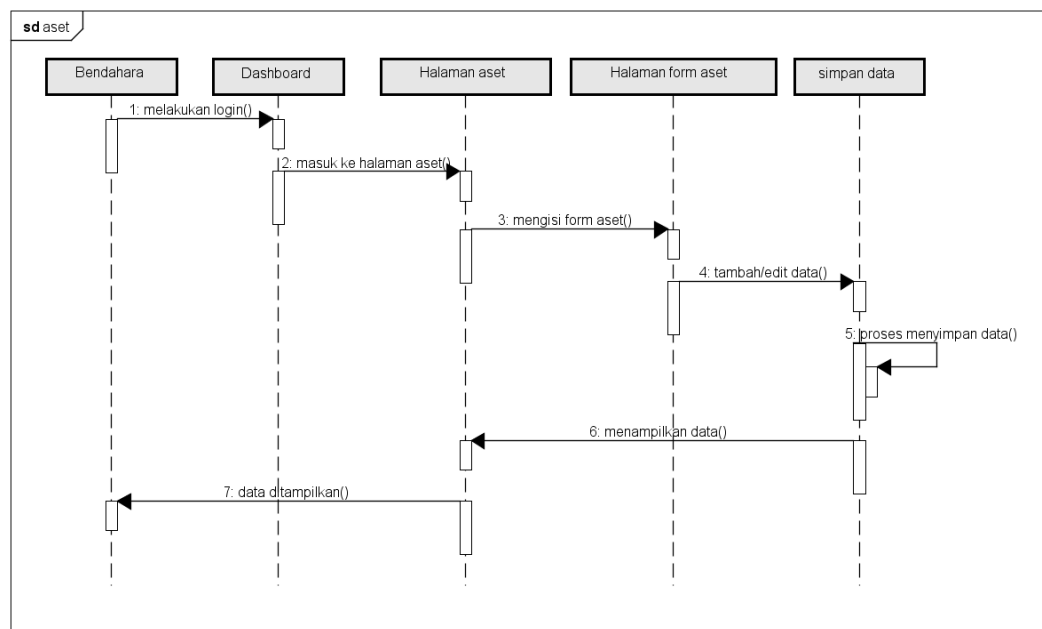 sd aset
Bendahara
Dashboard
Halaman aset
Halaman form aset
simpan data
1: melakukan login()
2: masuk ke halaman aset()
3: mengisi form aset()
4: tambah/edit data()
5: proses menyimpan data()
6: menampilkan data()
7: data ditampilkan()